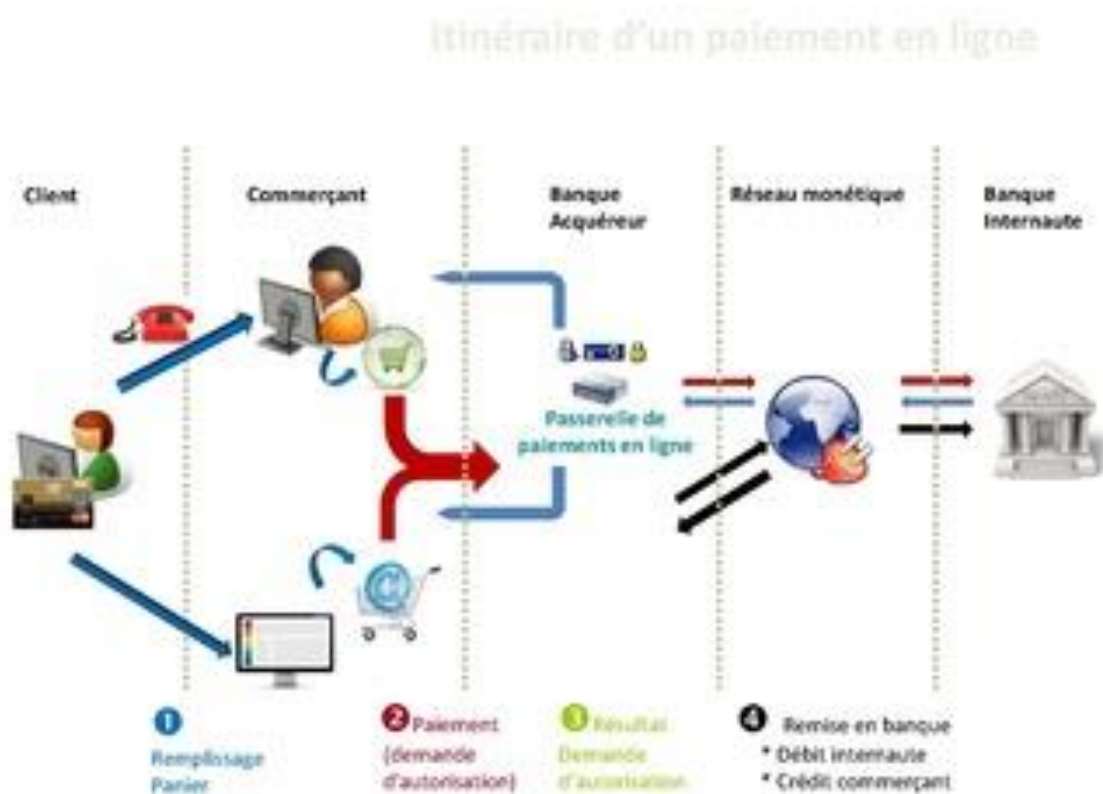 Itinéraire d'un paiement en ligne
Client
Commerçant
Banque
Acquéreur
Réseau monétique
Banque
Internaute
Passerelle de
paiements en ligne
1
Remplissage
Panier
2 Paiement
(demande
d'autorisation)
3 Résultat
Demande
d'autorisation
4 Remise en banque
* Débit internaute
* Crédit commerçant